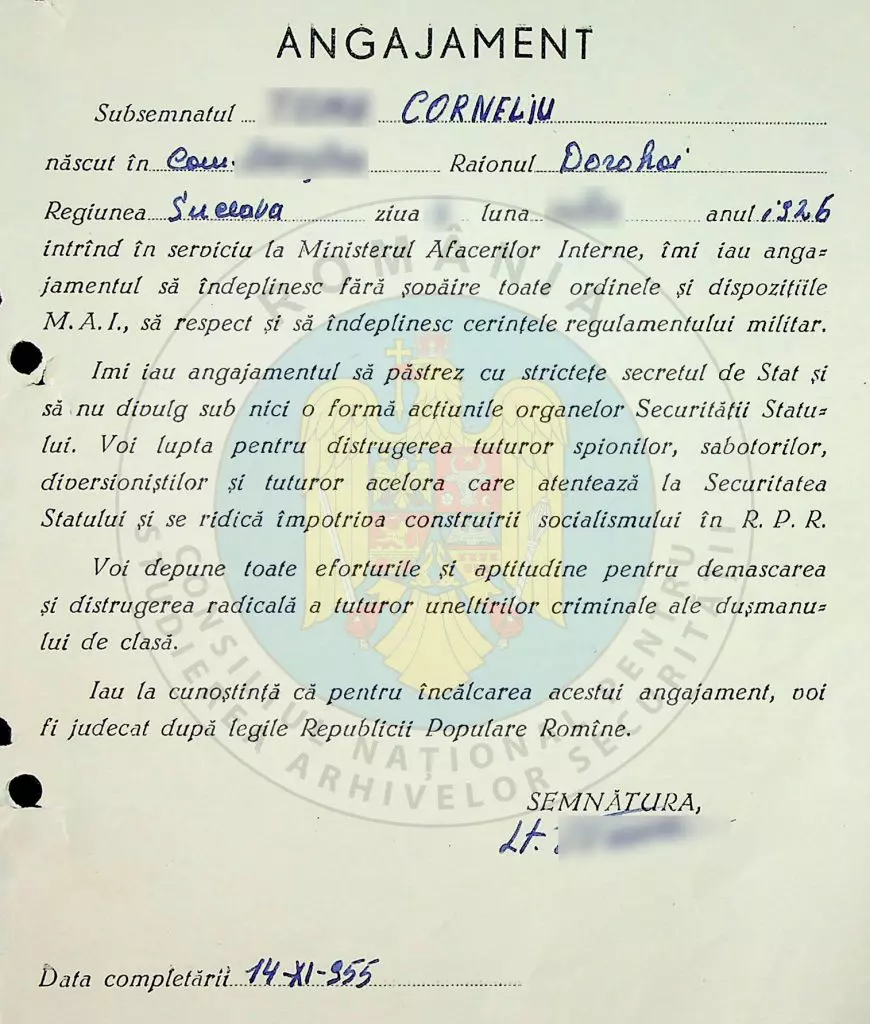 ANGAJAMENT
Subsemnatul CORNELIU
născut în Com. Raionul Dorohoi
Regiunea Suceava ziua luna anul 1926
intrînd în serviciu la Ministerul Afacerilor Interne, îmi iau anga=
jamentul să îndeplinesc fără șovăire toate ordinele și dispozițiile
M. A. I., să respect și să îndeplinesc cerințele regulamentului militar.
Imi iau angajamentul să păstrez cu strictețe secretul de Stat și
să nu divulg sub nici o formă acțiunile organelor Securității Statu=
lui. Voi lupta pentru distrugerea tuturor spionilor, sabotorilor,
diversioniștilor și tuturor acelora care atentează la Securitatea
Statului și se ridică împotriva construirii socialismului în R. P. R.
Voi depune toate eforturile și aptitudine pentru demascarea
și distrugerea radicală a tuturor uneltirilor criminale ale dușmanu=
lui de clasă.
Iau la cunoștință că pentru încălcarea acestui angajament, voi
fi judecat după legile Republicii Populare Romîne.
SEMNĂTURA,
Lt.
Data completării 14-XI-955
ROMÂNIA
CONSILIUL NAȚIONAL PENTRU
STUDIEREA ARHIVELOR SECURITĂȚII